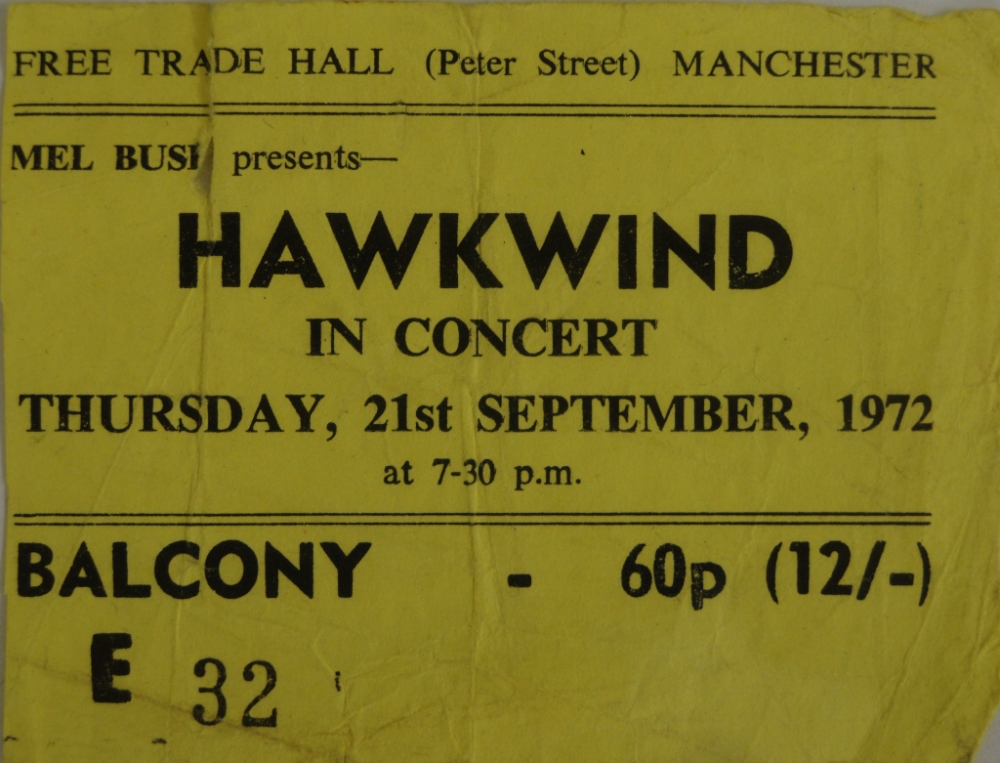 FREE TRADE HALL (Peter Street) MANCHESTER
MEL BUSH presents—
HAWKWIND
IN CONCERT
THURSDAY, 21st SEPTEMBER, 1972
at 7-30 p.m.
BALCONY - 60p (12/-)
E 32